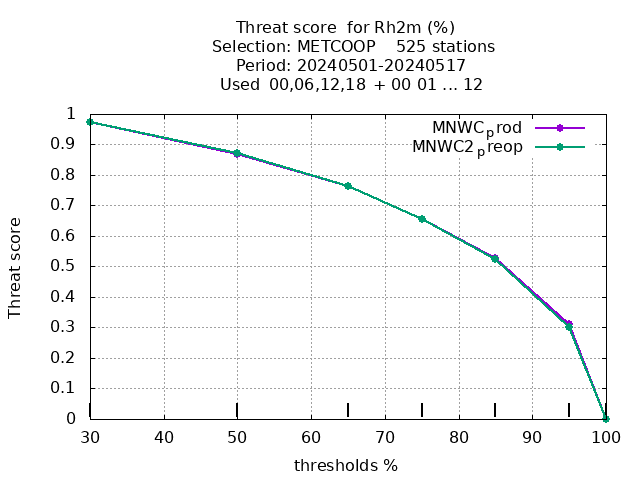 Threat score  for Rh2m (%)
Selection: METCOOP    525 stations
Period: 20240501-20240517
Used  00,06,12,18  + 00 01 ... 12
MNWCprod
MNWC2preop
1
0.9
0.8
0.7
0.6
0.5
0.4
0.3
0.2
0.1
0
Threat score
30 40 50 60 70 80 90 100
thresholds %